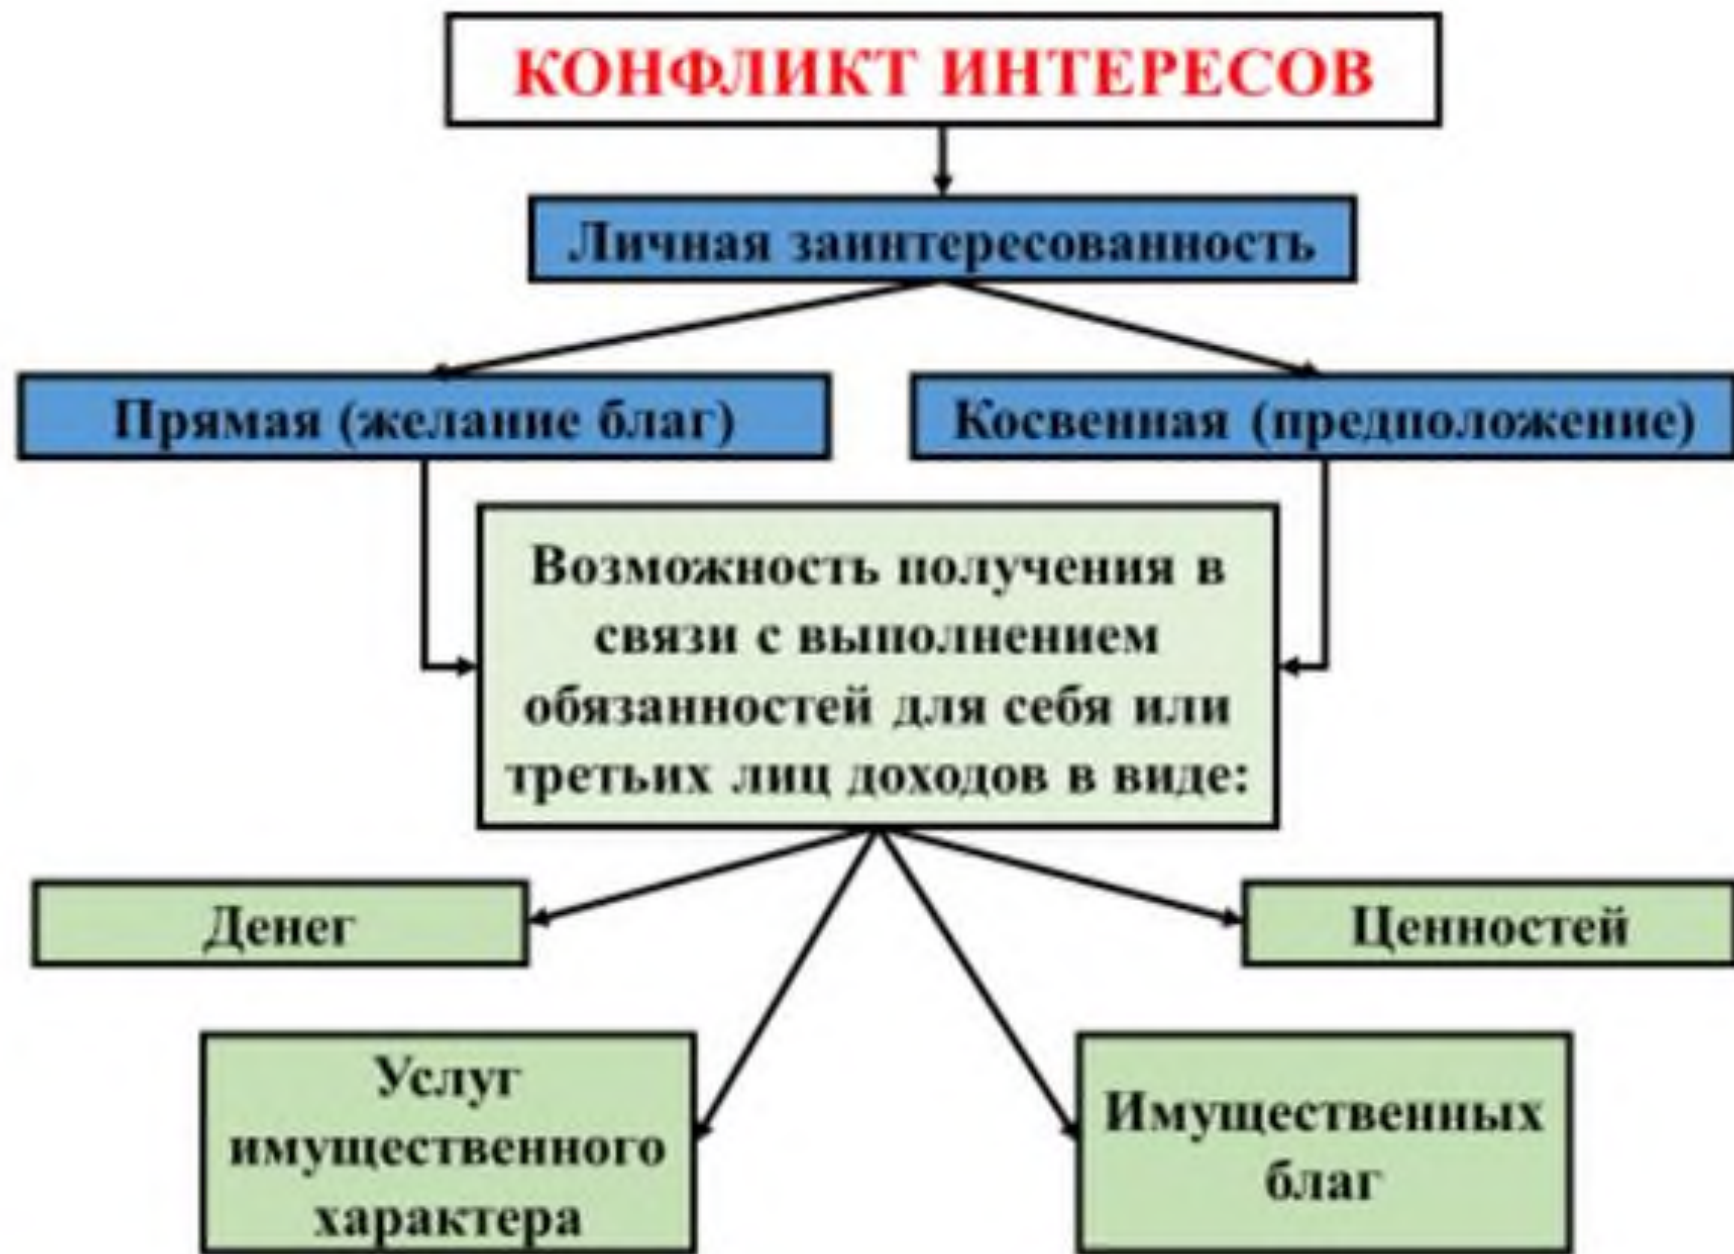 КОНФЛИКТ ИНТЕРЕСОВ
Личная заинтересованность
Прямая (желание благ)
Косвенная (предположение)
Возможность получения в
связи с выполнением
обязанностей для себя или
третьих лиц доходов в виде:
Денег
Ценностей
Услуг
имущественного
характера
Имущественных
благ